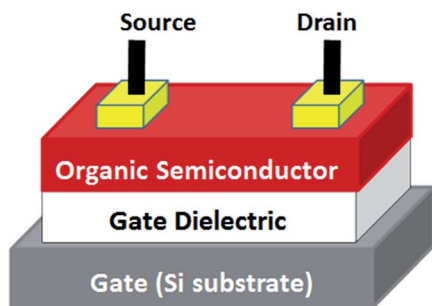 Source
Drain
Organic Semiconductor
Gate Dielectric
Gate (Si substrate)